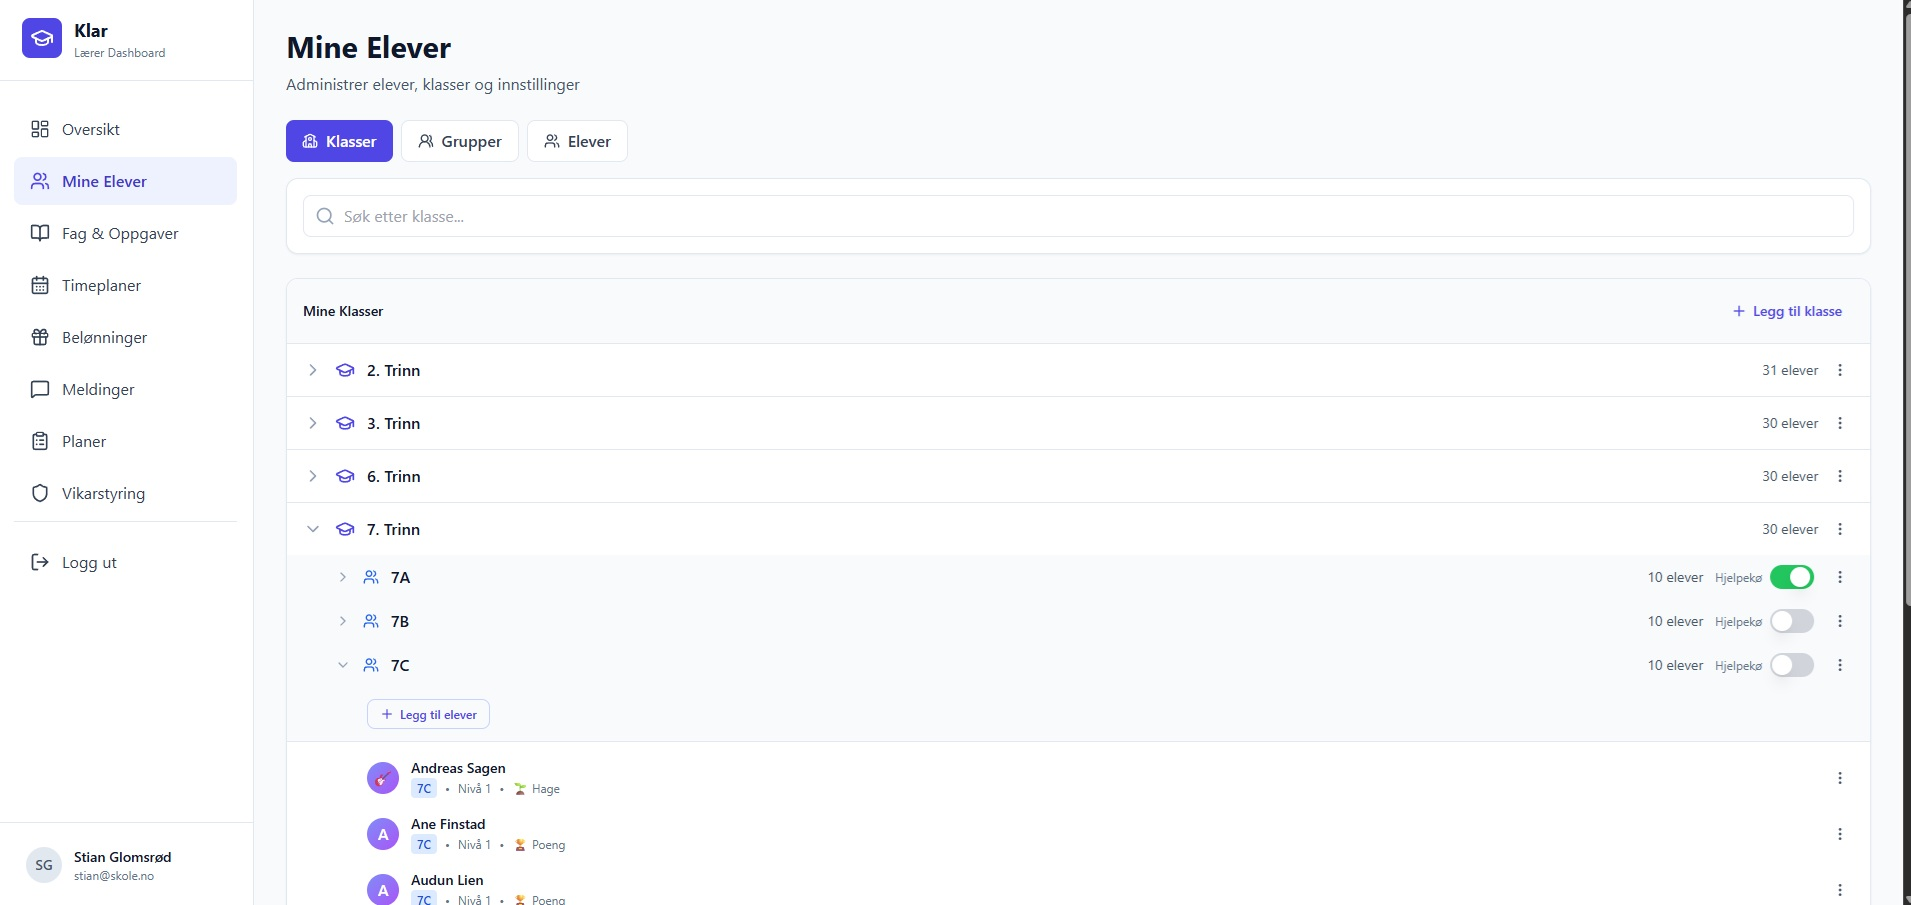 Klar
Lærer Dashboard
Oversikt
Mine Elever
Fag & Oppgaver
Timeplaner
Belønninger
Meldinger
Planer
Vikarstyring
Logg ut
SG
Stian Glomsrød
stian@skole.no
Mine Elever
Administrer elever, klasser og innstillinger
Klasser Grupper Elever
Søk etter klasse...
Mine Klasser + Legg til klasse
2. Trinn 31 elever
3. Trinn 30 elever
6. Trinn 30 elever
7. Trinn 30 elever
7A 10 elever Hjelpekø
7B 10 elever Hjelpekø
7C 10 elever Hjelpekø
+ Legg til elever
Andreas Sagen
7C • Nivå 1 • Hage
A Ane Finstad
7C • Nivå 1 • Poeng
A Audun Lien
7C • Nivå 1 • Poeng